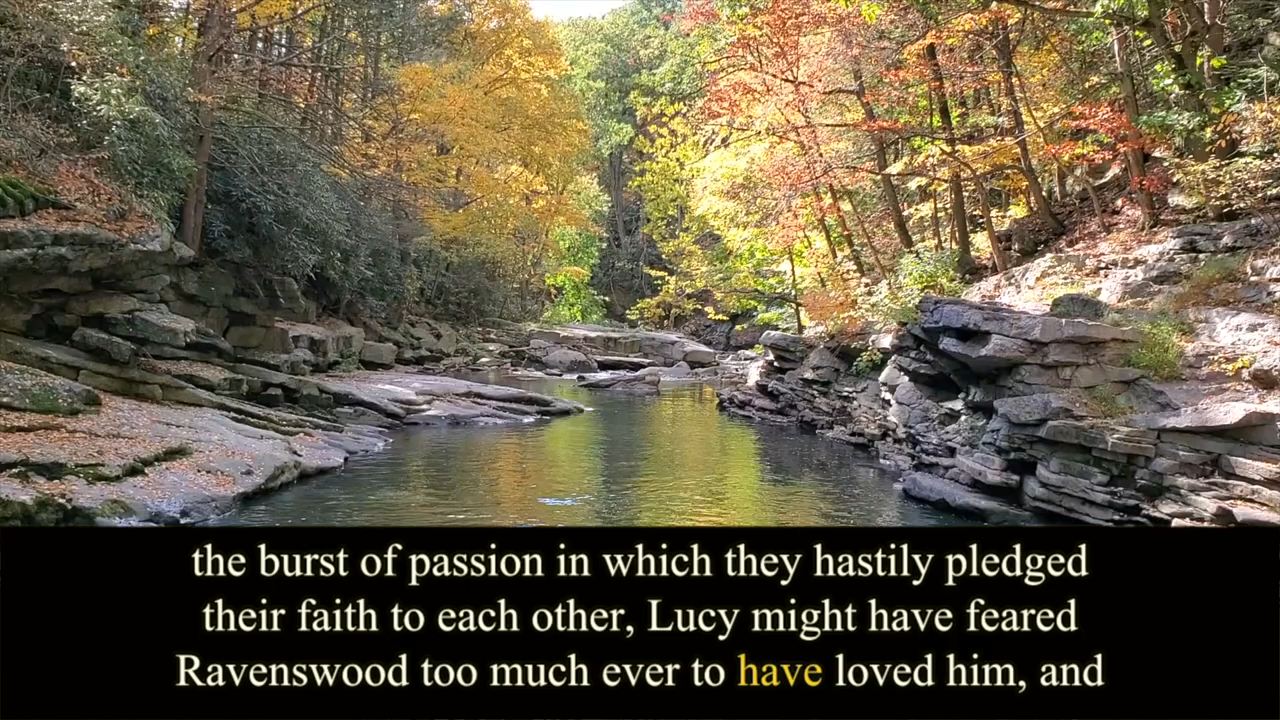 the burst of passion in which they hastily pledged
their faith to each other, Lucy might have feared
Ravenswood too much ever to have loved him, and